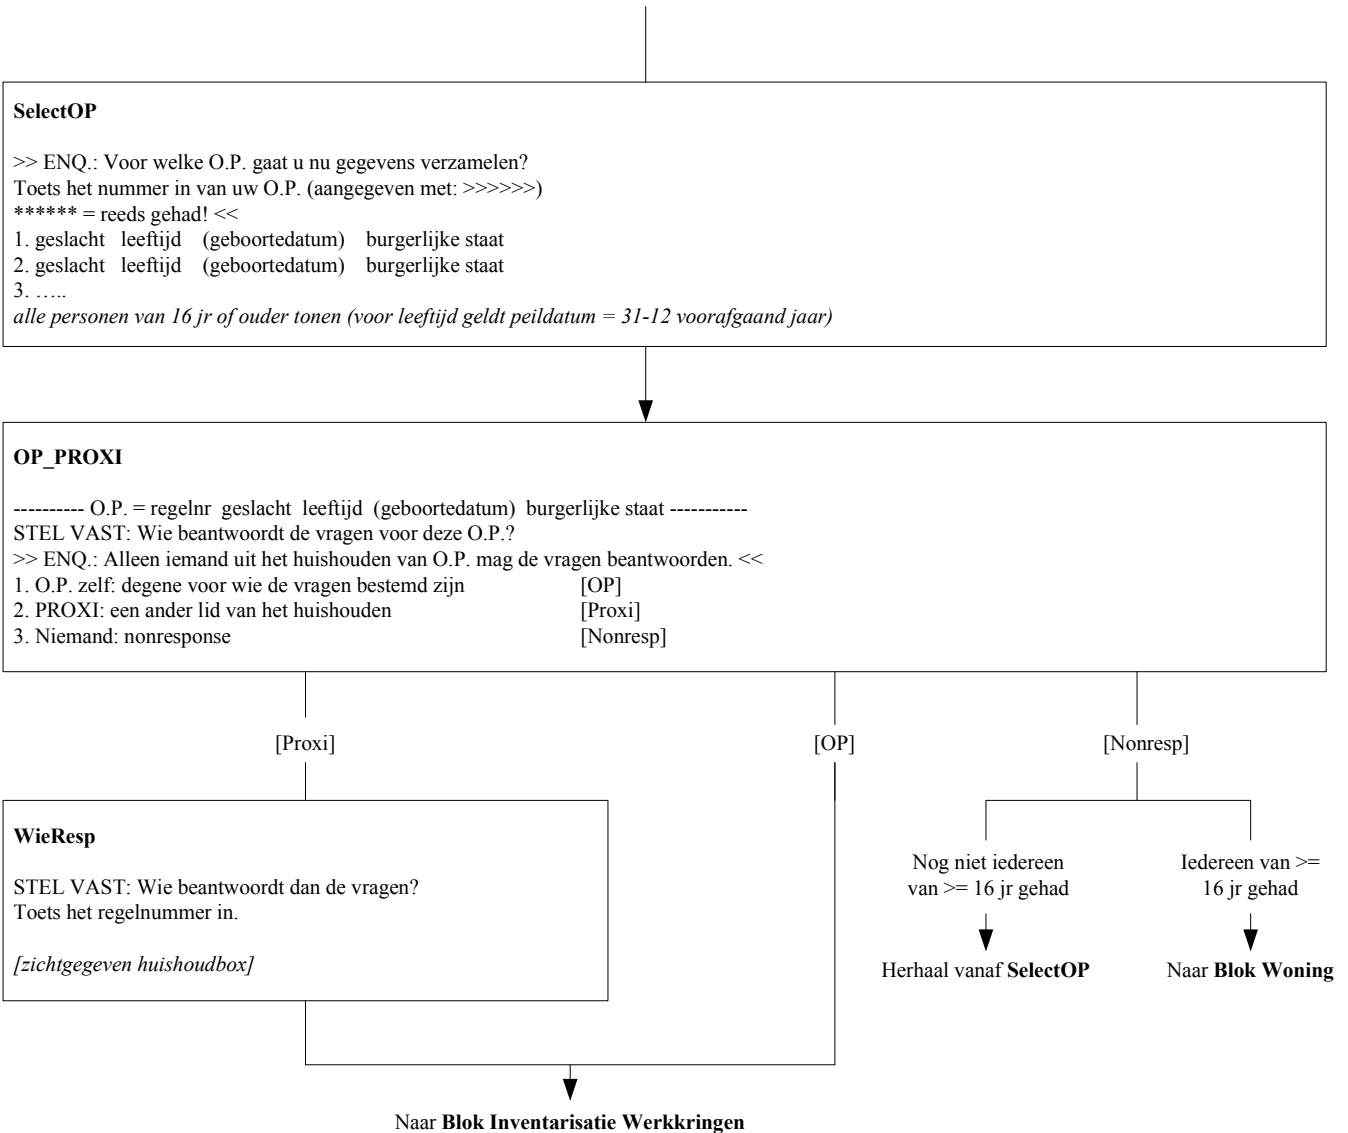 SelectOP
>> ENQ.: Voor welke O.P. gaat u nu gegevens verzamelen?
Toets het nummer in van uw O.P. (aangegeven met: >>>>>>)
****** = reeds gehad! <<
1. geslacht leeftijd (geboortedatum) burgerlijke staat
2. geslacht leeftijd (geboortedatum) burgerlijke staat
3. …..
alle personen van 16 jr of ouder tonen (voor leeftijd geldt peildatum = 31-12 voorafgaand jaar)
OP_PROXI
---------- O.P. = regelnr geslacht leeftijd (geboortedatum) burgerlijke staat -----------
STEL VAST: Wie beantwoordt de vragen voor deze O.P.?
>> ENQ.: Alleen iemand uit het huishouden van O.P. mag de vragen beantwoorden. <<
1. O.P. zelf: degene voor wie de vragen bestemd zijn [OP]
2. PROXI: een ander lid van het huishouden [Proxi]
3. Niemand: nonresponse [Nonresp]
[Proxi] [OP] [Nonresp]
WieResp
STEL VAST: Wie beantwoordt dan de vragen?
Toets het regelnummer in.
[zichtgegeven huishoudbox]
Nog niet iedereen
van >= 16 jr gehad
Iedereen van >=
16 jr gehad
Herhaal vanaf SelectOP
Naar Blok Woning
Naar Blok Inventarisatie Werkkringen